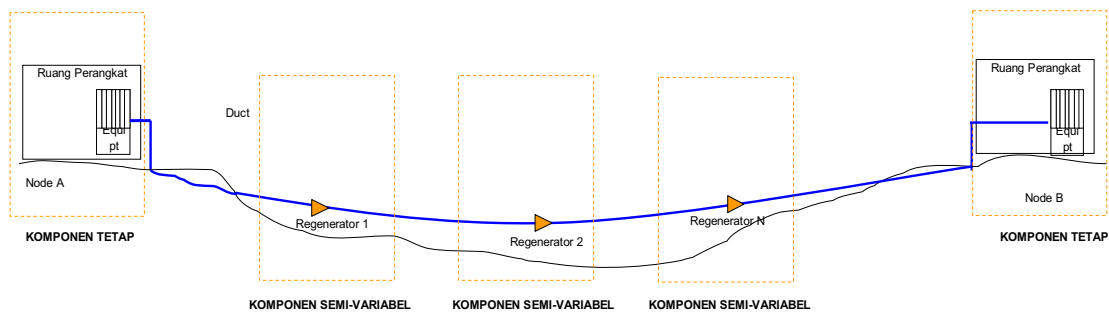 Ruang Perangkat
Equi
pt
Node A
KOMPONEN TETAP
Duct
Regenerator 1
Regenerator 2
Regenerator N
KOMPONEN SEMI-VARIABEL
KOMPONEN SEMI-VARIABEL
KOMPONEN SEMI-VARIABEL
Ruang Perangkat
Equi
pt
Node B
KOMPONEN TETAP